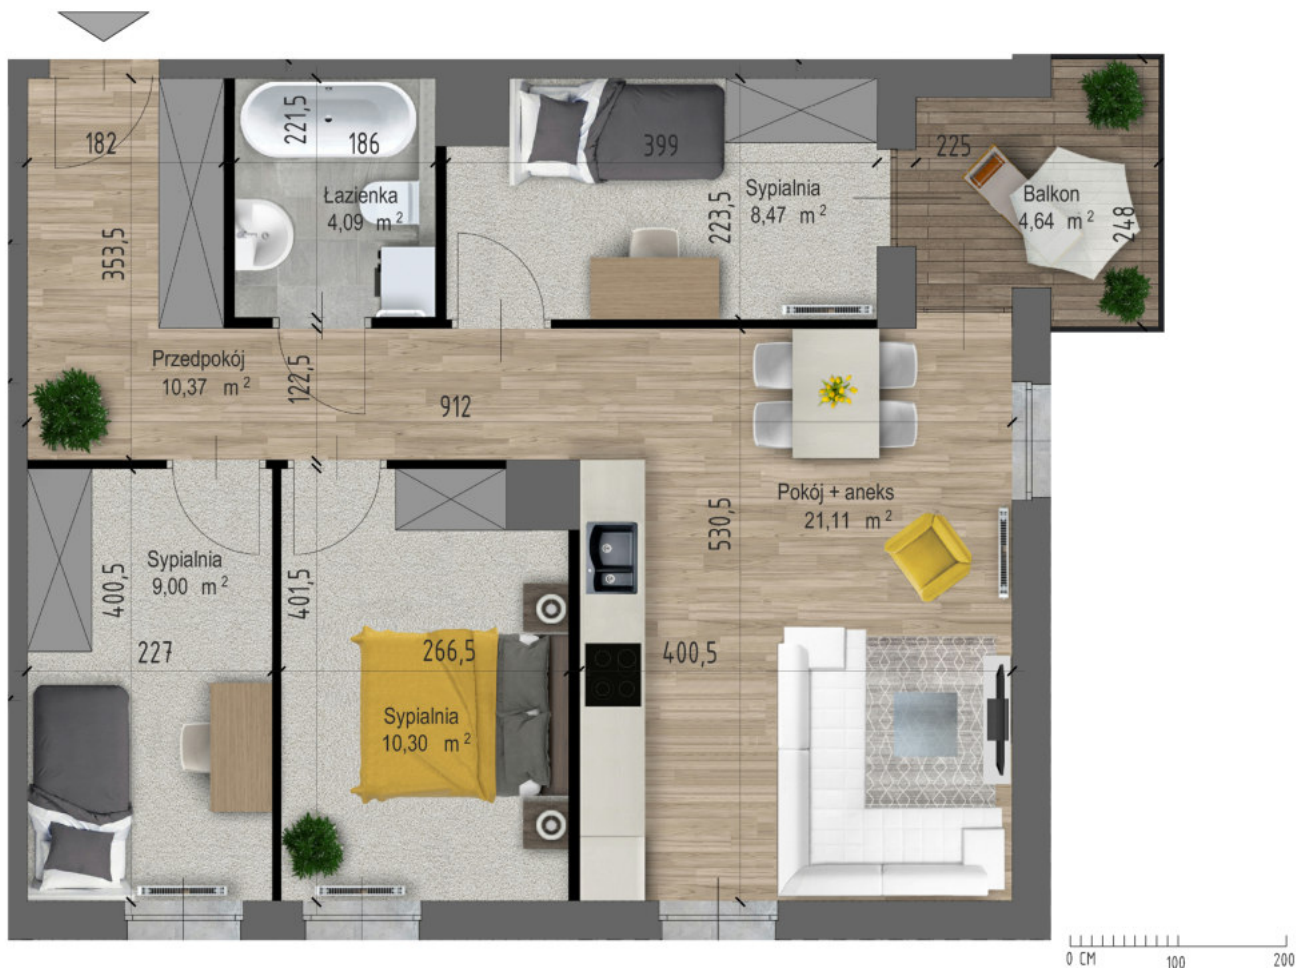 182
221,5
186
399
225
Łazienka
4,09 m²
Sypialnia
8,47 m²
Balkon
4,64 m²
223,5
248
353,5
Przedpokój
10,37 m²
122,5
912
Pokój + aneks
21,11 m²
530,5
Sypialnia
9,00 m²
400,5
401,5
227
266,5
400,5
Sypialnia
10,30 m²
0 CM 100 200